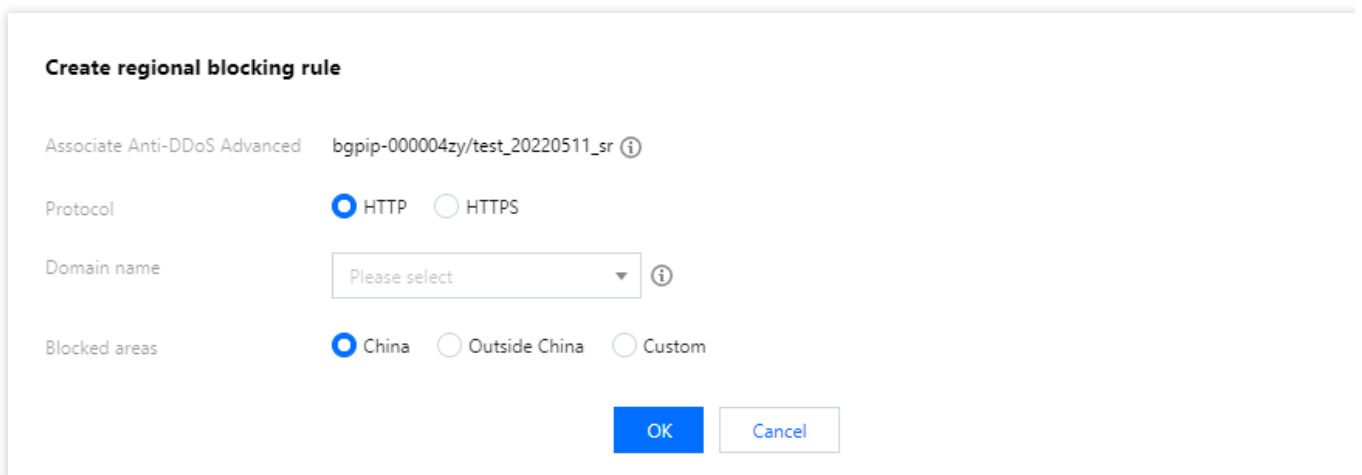 Create regional blocking rule
Associate Anti-DDoS Advanced bgpip-000004zy/test_20220511_sr
Protocol HTTP HTTPS
Domain name Please select
Blocked areas China Outside China Custom
OK Cancel